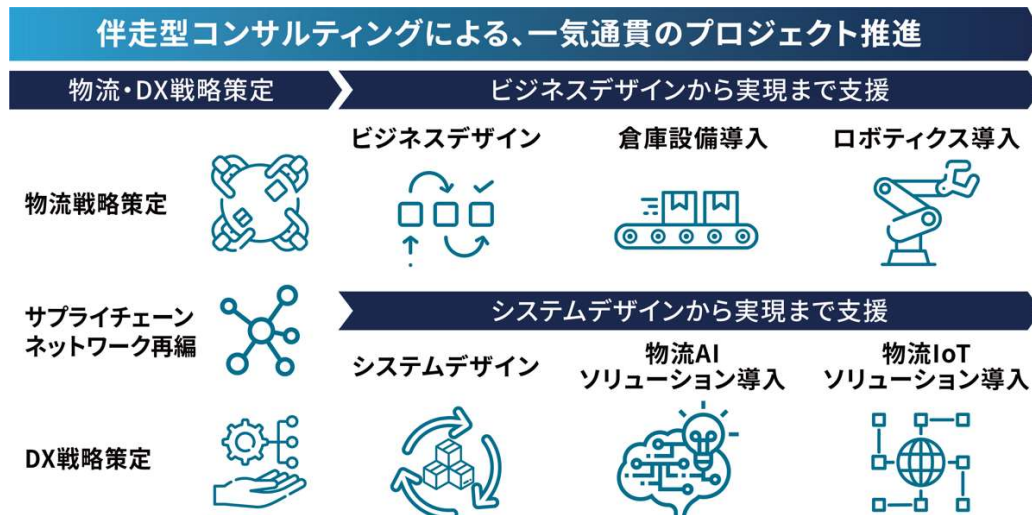 伴走型コンサルティングによる、一気通貫のプロジェクト推進
物流・DX戦略策定
ビジネスデザインから実現まで支援
物流戦略策定
サプライチェーン
ネットワーク再編
DX戦略策定
ビジネスデザイン
倉庫設備導入
ロボティクス導入
システムデザインから実現まで支援
システムデザイン
物流AI
ソリューション導入
物流IoT
ソリューション導入